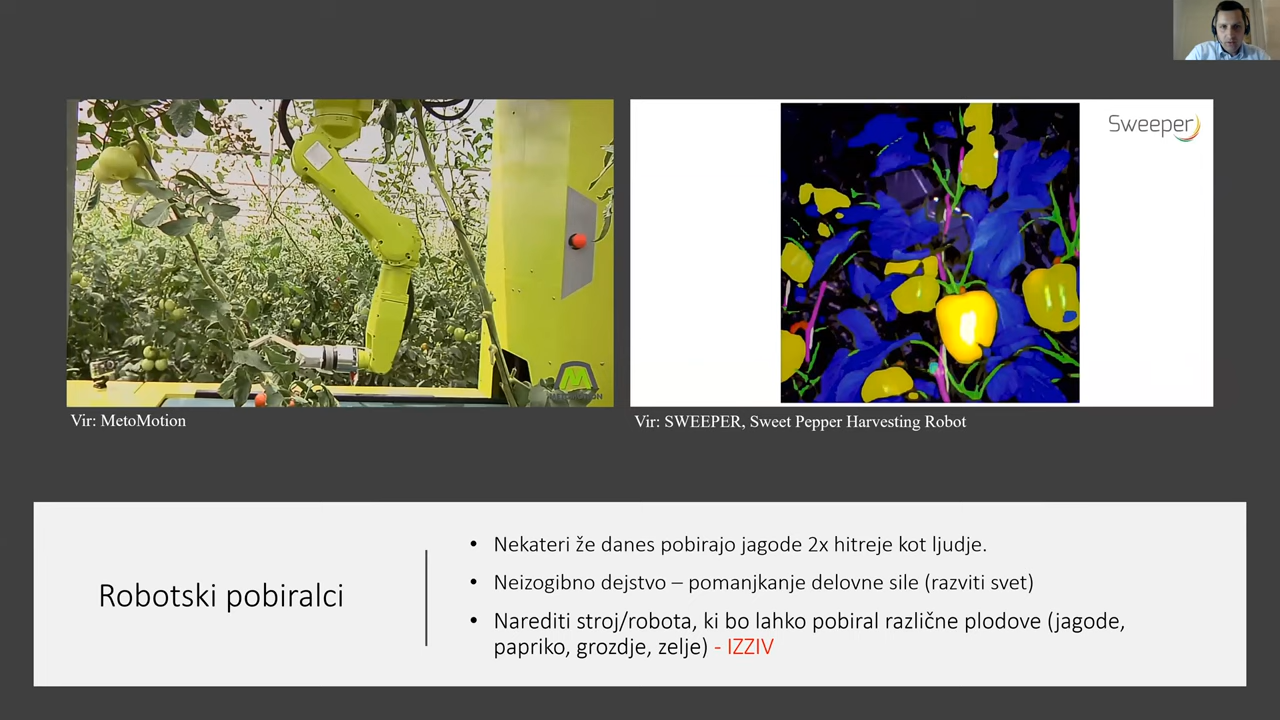 Sweeper
METOMOTION
Vir: MetoMotion
Vir: SWEEPER, Sweet Pepper Harvesting Robot
Robotski pobiralci
• Nekateri že danes pobirajo jagode 2x hitreje kot ljudje.
• Neizogibno dejstvo – pomanjkanje delovne sile (razviti svet)
• Narediti stroj/robota, ki bo lahko pobiral različne plodove (jagode,
papriko, grozdje, zelje) - IZZIV